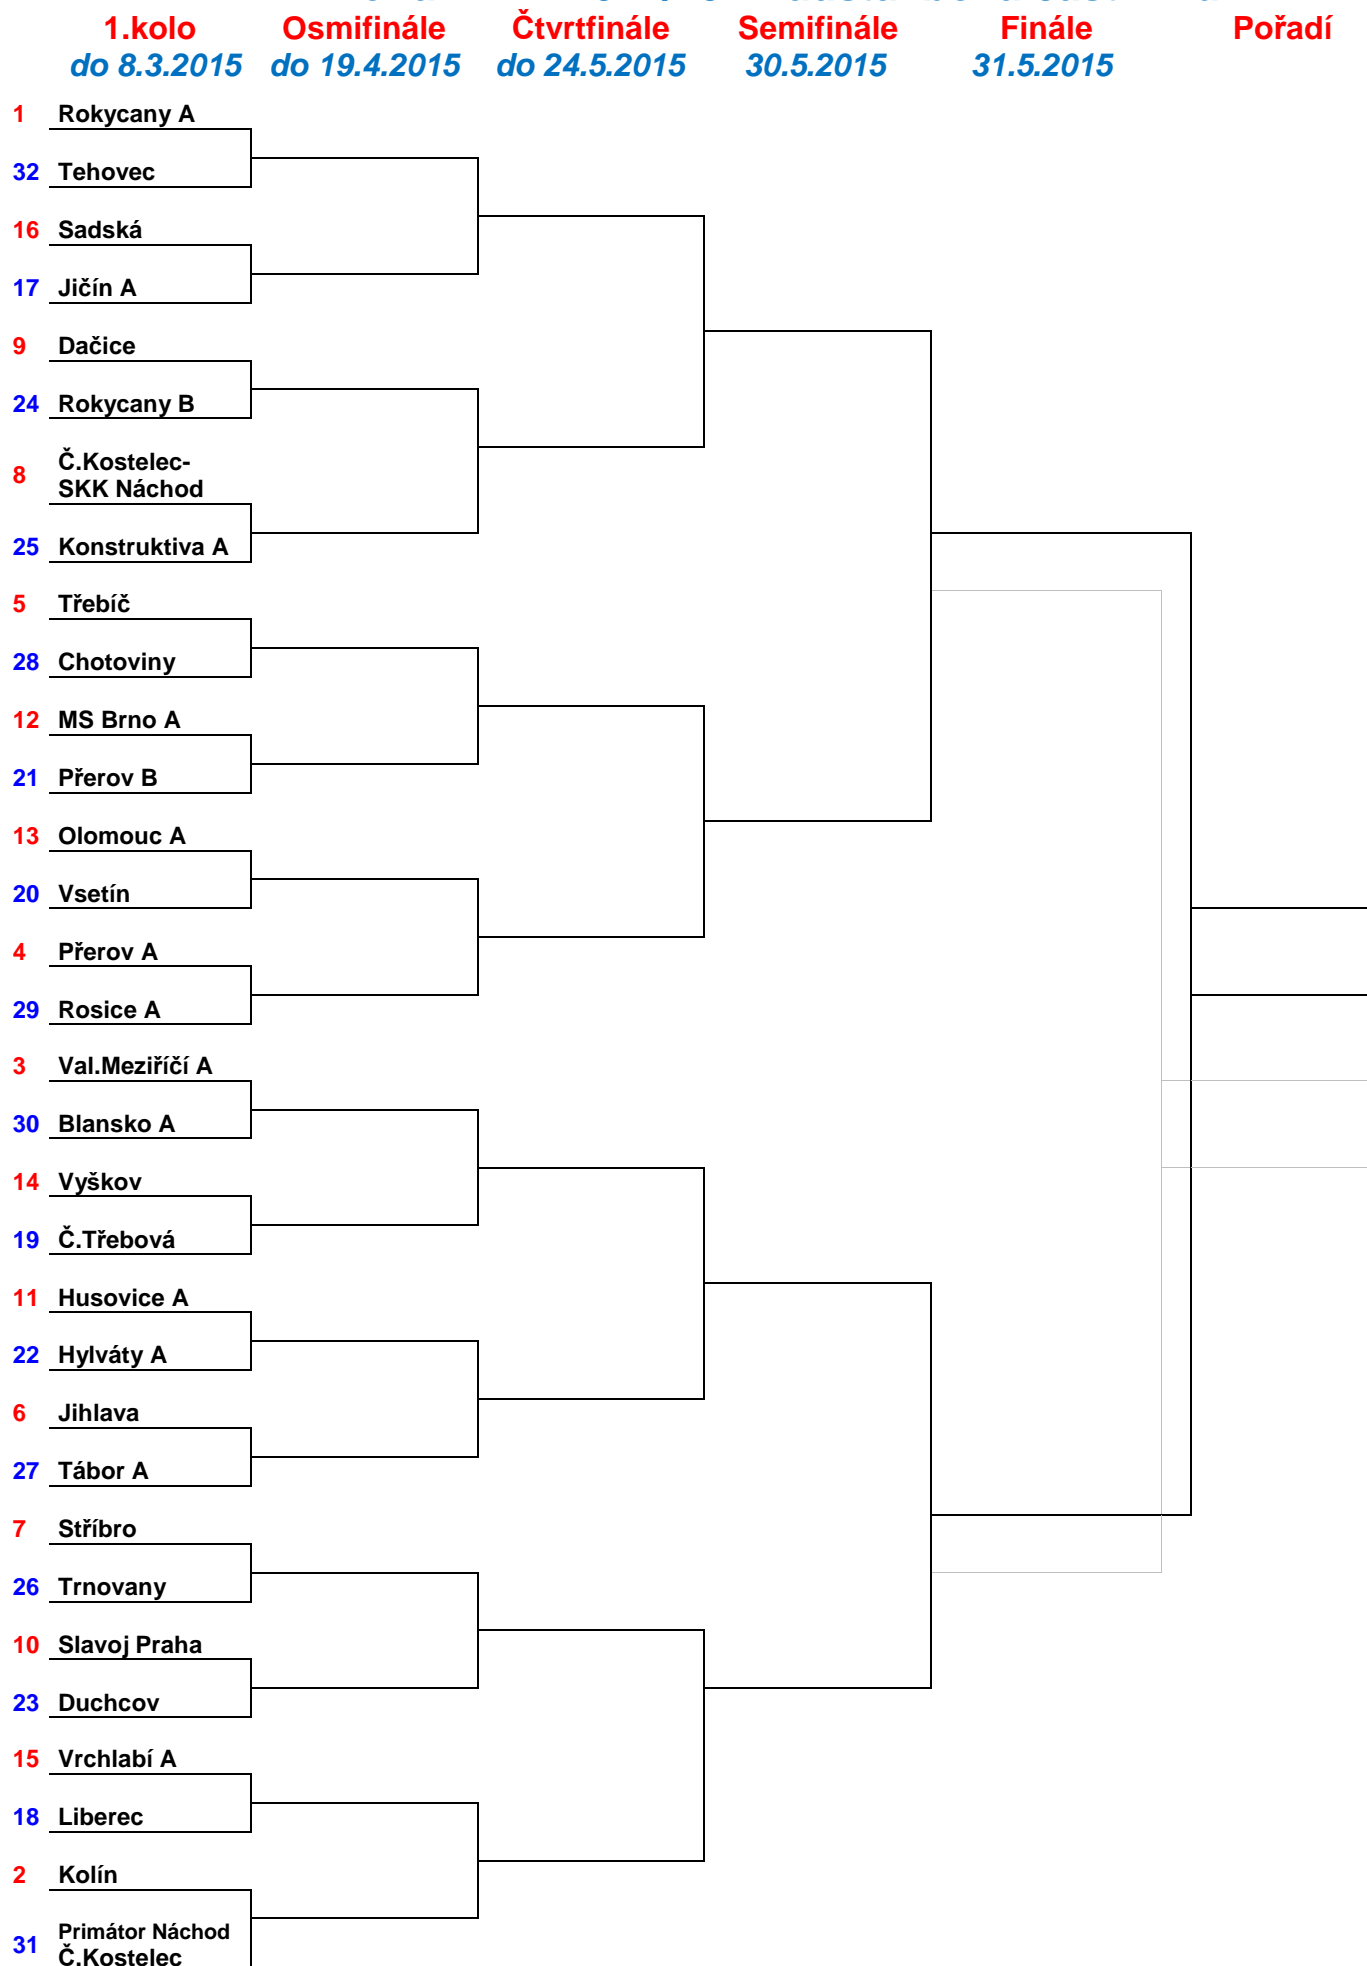 1.kolo Osmifinále Čtvrtfinále Semifinále Finále Pořadí
do 8.3.2015 do 19.4.2015 do 24.5.2015 30.5.2015 31.5.2015
1 Rokycany A
32 Tehovec
16 Sadská
17 Jičín A
9 Dačice
24 Rokycany B
Č.Kostelec-
8 SKK Náchod
25 Konstruktiva A
5 Třebíč
28 Chotoviny
12 MS Brno A
21 Přerov B
13 Olomouc A
20 Vsetín
4 Přerov A
29 Rosice A
3 Val.Meziříčí A
30 Blansko A
14 Vyškov
19 Č.Třebová
11 Husovice A
22 Hylváty A
6 Jihlava
27 Tábor A
7 Stříbro
26 Trnovany
10 Slavoj Praha
23 Duchcov
15 Vrchlabí A
18 Liberec
2 Kolín
Primátor Náchod
31 Č.Kostelec